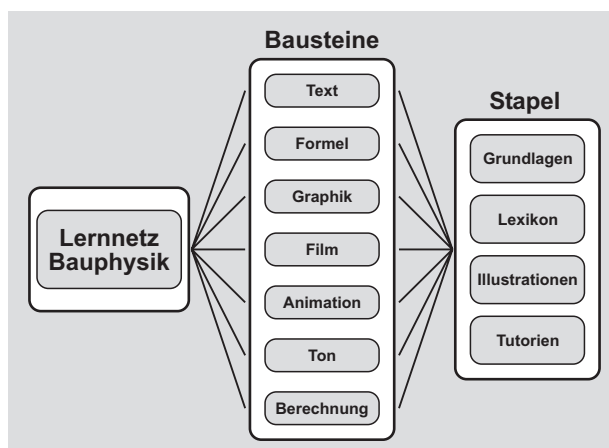 Lernnetz
Bauphysik
Bausteine
Text
Formel
Graphik
Film
Animation
Ton
Berechnung
Stapel
Grundlagen
Lexikon
Illustrationen
Tutorien